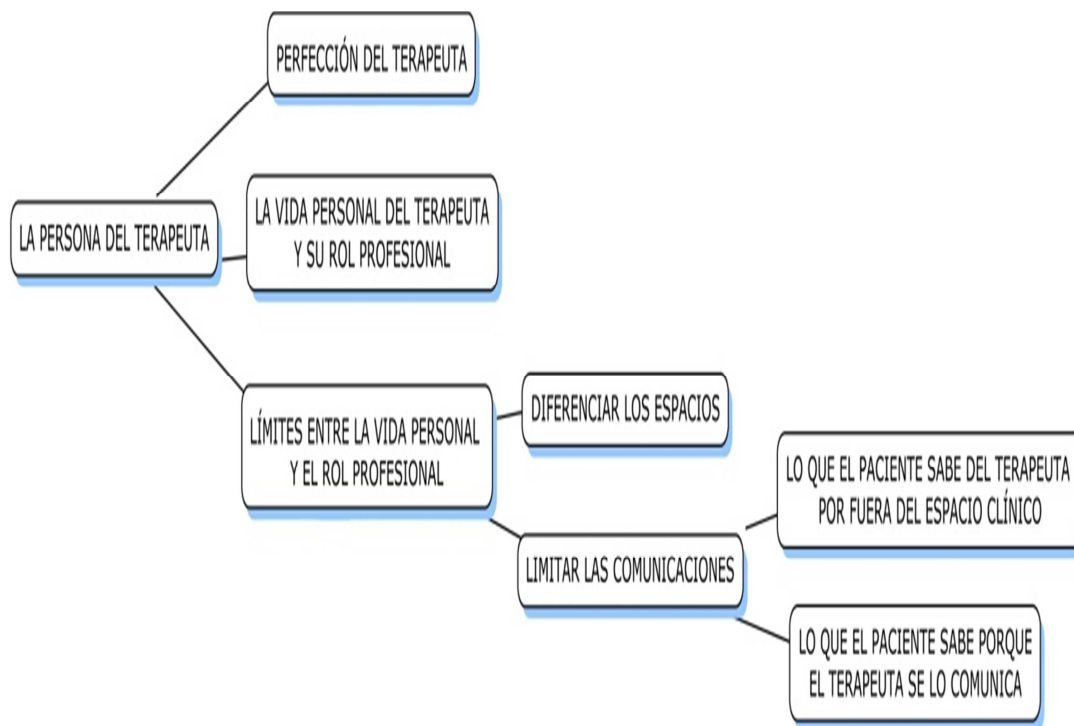 PERFECCIÓN DEL TERAPEUTA
LA PERSONA DEL TERAPEUTA
LA VIDA PERSONAL DEL TERAPEUTA
Y SU ROL PROFESIONAL
LÍMITES ENTRE LA VIDA PERSONAL
Y EL ROL PROFESIONAL
DIFERENCIAR LOS ESPACIOS
LIMITAR LAS COMUNICACIONES
LO QUE EL PACIENTE SABE DEL TERAPEUTA
POR FUERA DEL ESPACIO CLÍNICO
LO QUE EL PACIENTE SABE PORQUE
EL TERAPEUTA SE LO COMUNICA